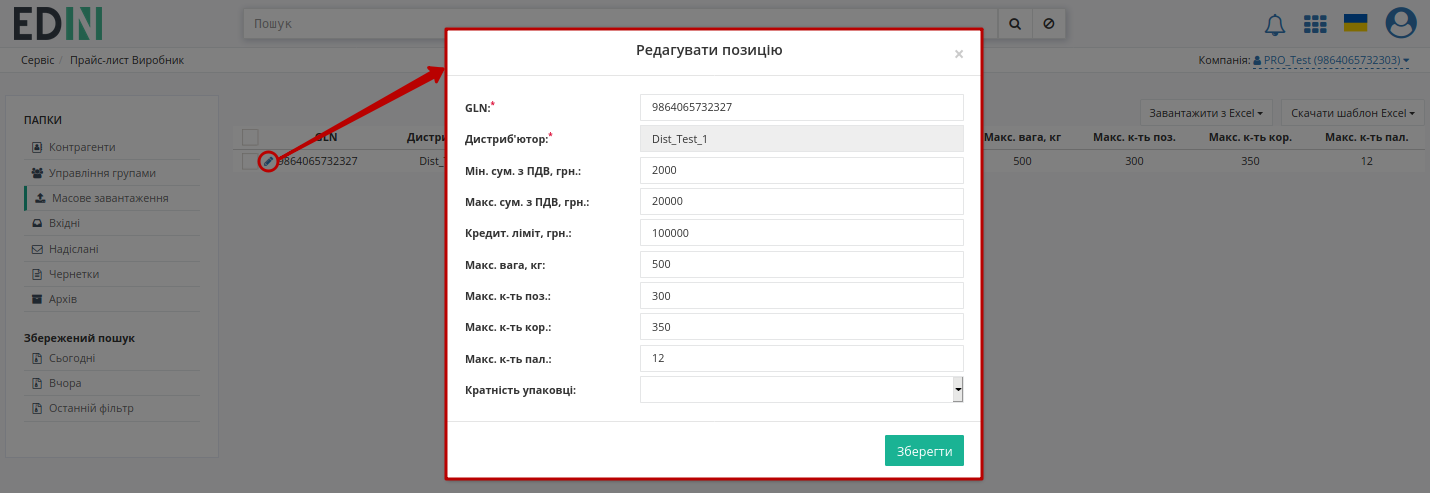 EDIN
Пошук
Сервіс / Прайс-лист Виробник
Компанія: PRO_Test (9864065732303)
ПАПКИ
Контрагенти
Управління групами
Масове завантаження
Вхідні
Надіслані
Чернетки
Архів
Збережений пошук
Сьогодні
Вчора
Останній фільтр
Завантажити з Excel
Скачати шаблон Excel
GLN Дистри Макс. вага, кг Макс. к-ть поз. Макс. к-ть кор. Макс. к-ть пал.
9864065732327 Dist_ 500 300 350 12
Редагувати позицію ×
GLN:* 9864065732327
Дистриб'ютор:* Dist_Test_1
Мін. сум. з ПДВ, грн.: 2000
Макс. сум. з ПДВ, грн.: 20000
Кредит. ліміт, грн.: 100000
Макс. вага, кг: 500
Макс. к-ть поз.: 300
Макс. к-ть кор.: 350
Макс. к-ть пал.: 12
Кратність упаковці:
Зберегти